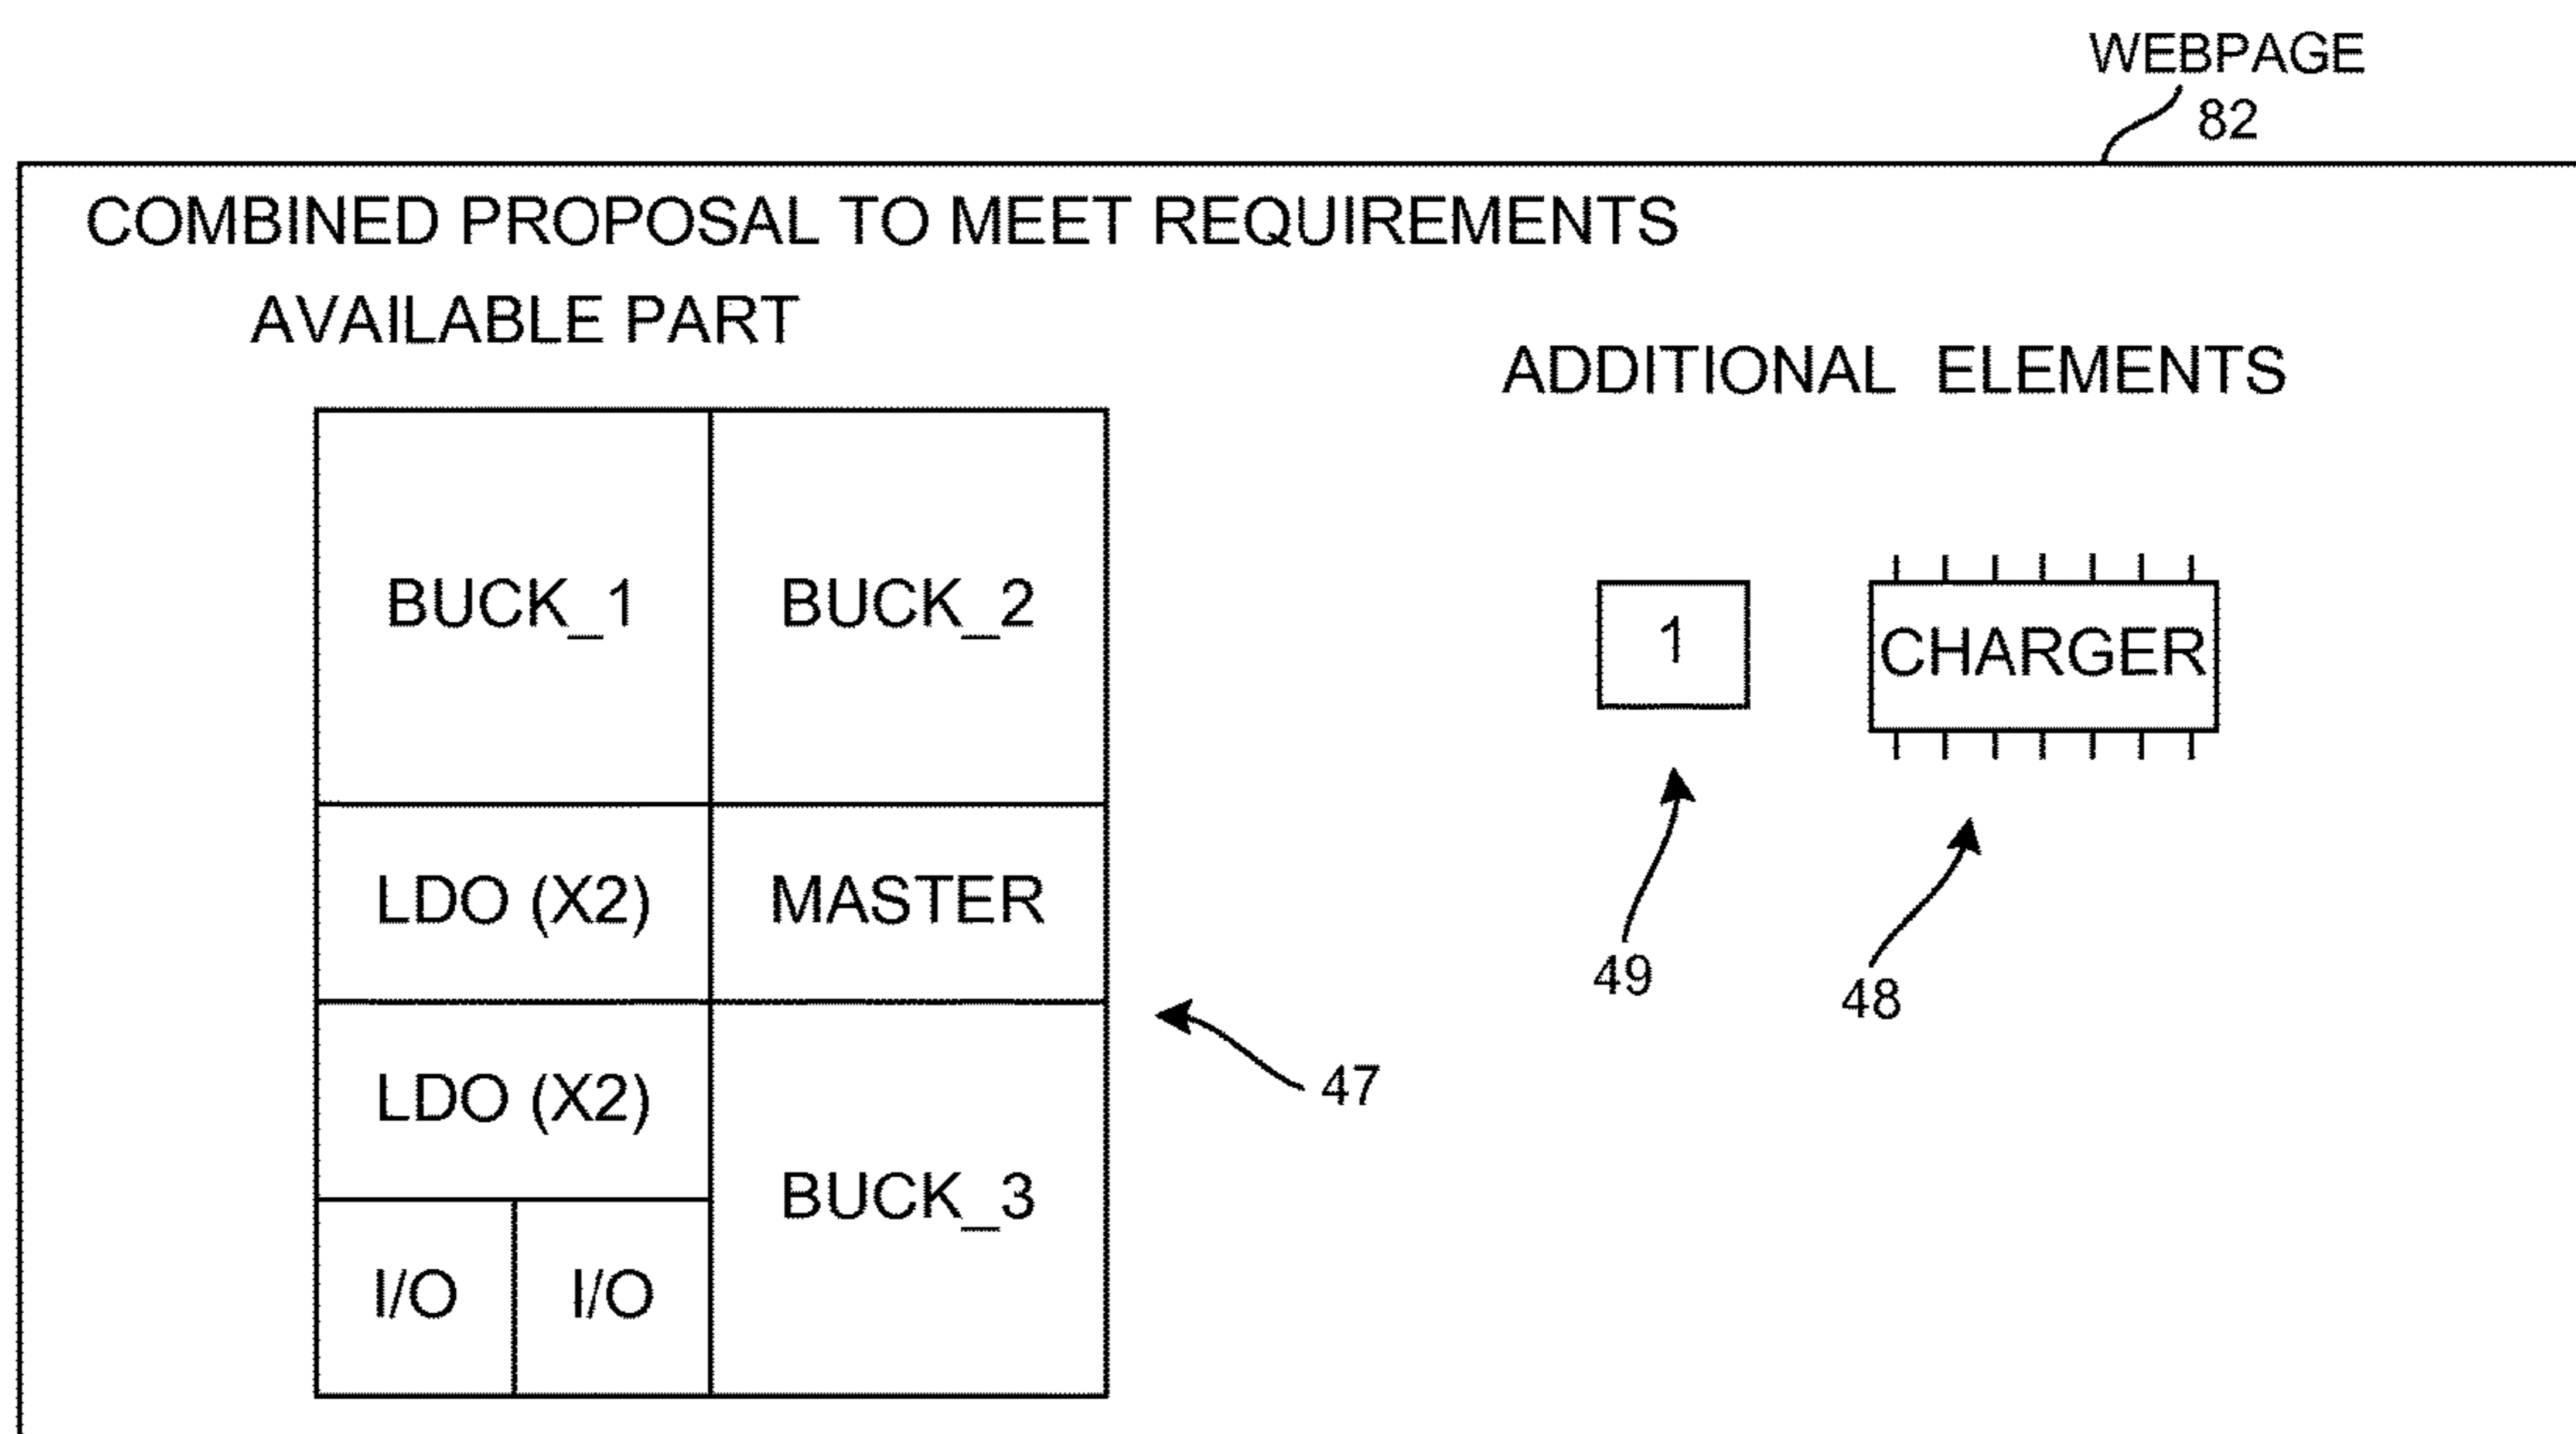 WEBPAGE
82
COMBINED PROPOSAL TO MEET REQUIREMENTS
AVAILABLE PART
ADDITIONAL ELEMENTS
BUCK_1
BUCK_2
1
CHARGER
LDO (X2)
MASTER
49
48
47
LDO (X2)
BUCK_3
I/O
I/O